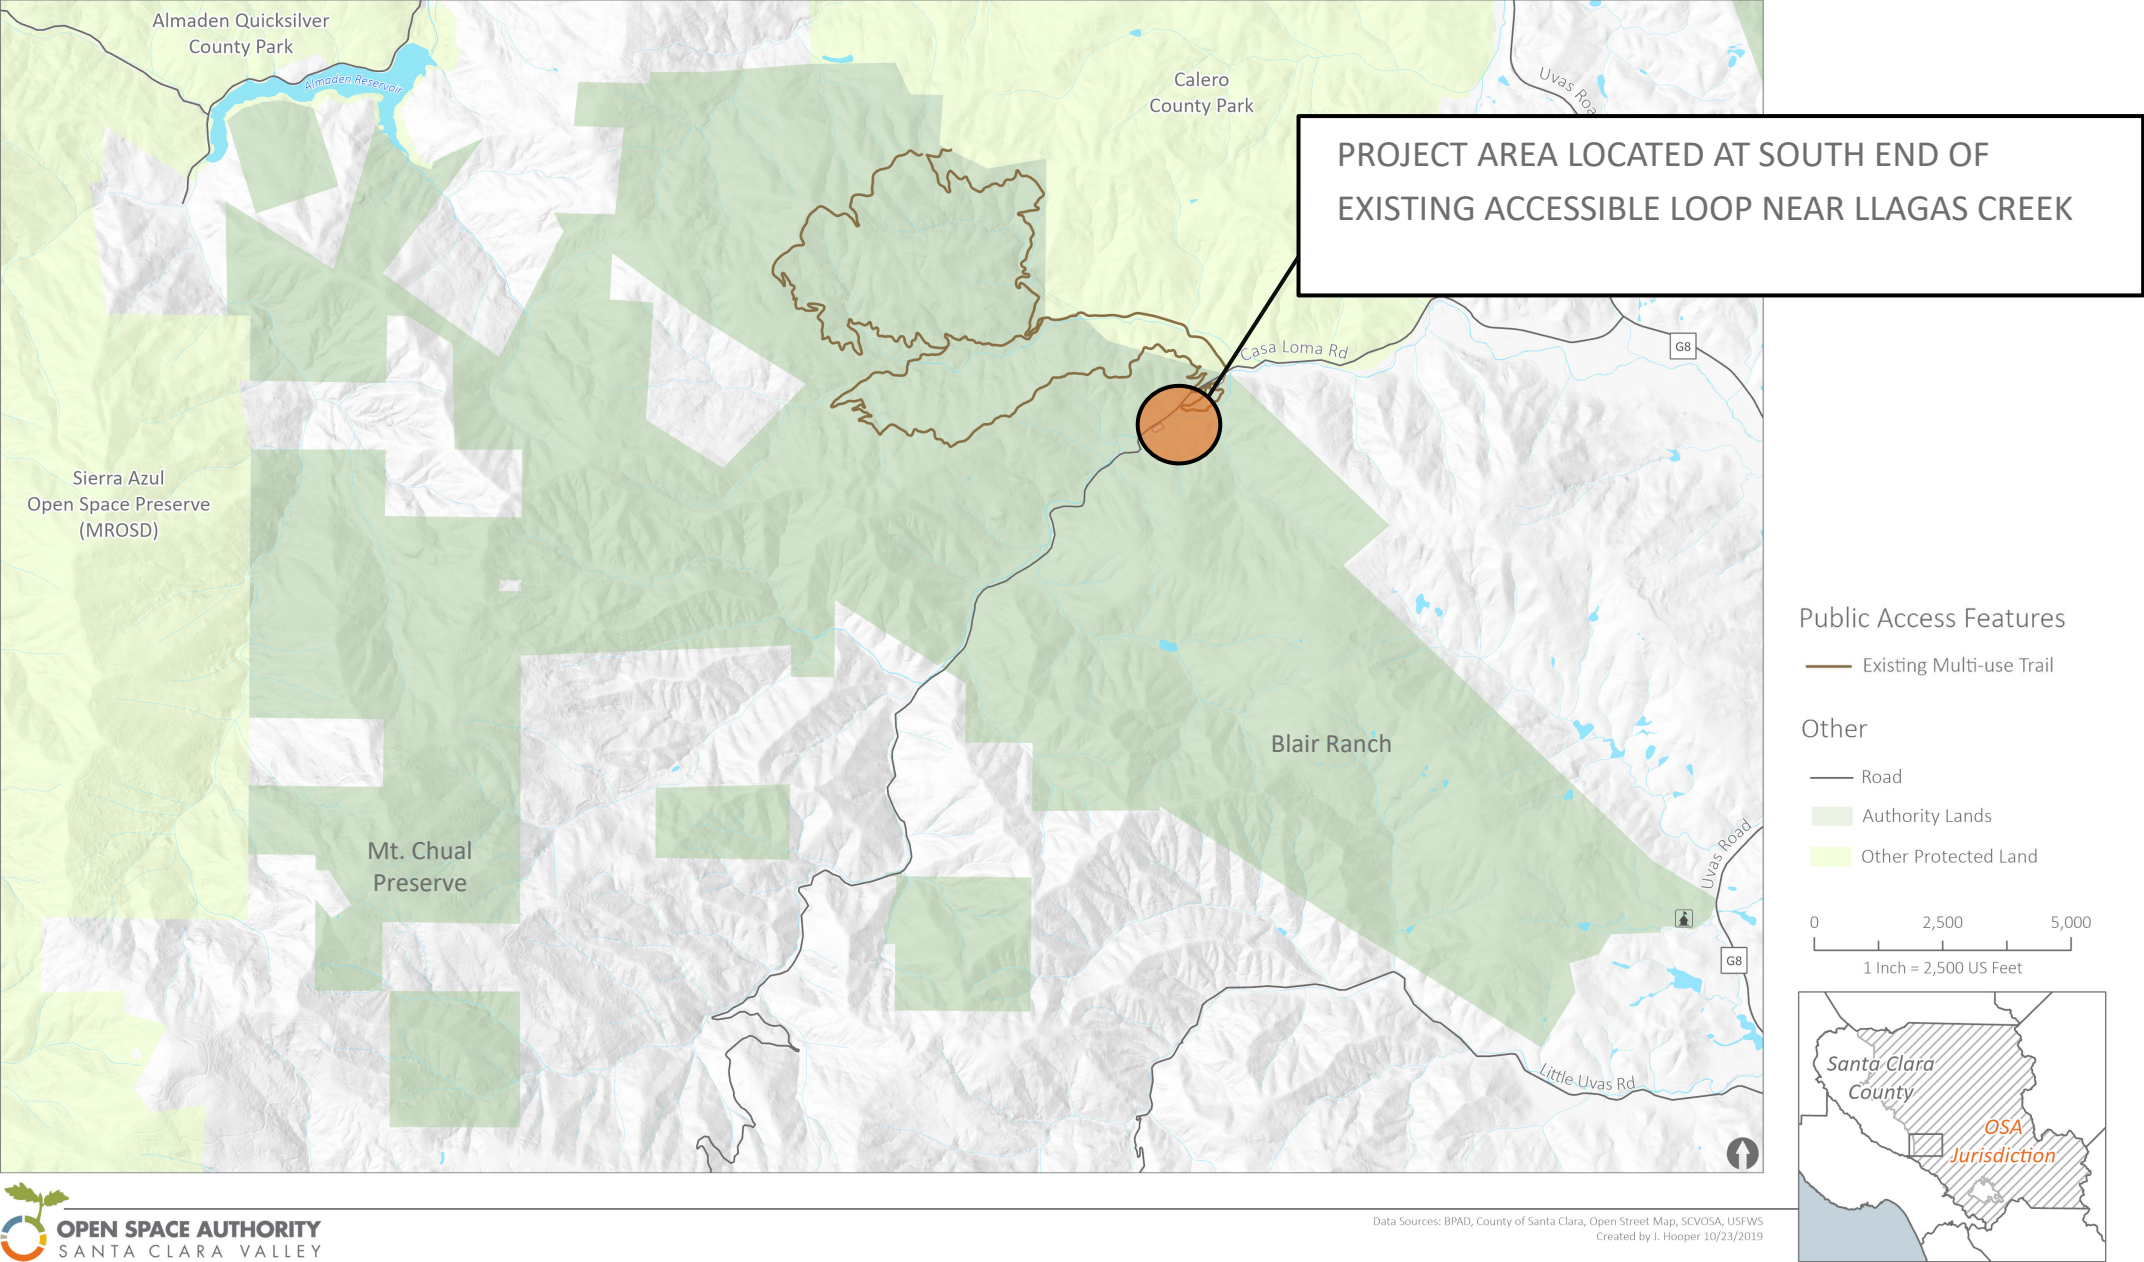 Almaden Quicksilver
County Park
Almaden Reservoir
Calero
County Park
Uvas Roa
PROJECT AREA LOCATED AT SOUTH END OF
EXISTING ACCESSIBLE LOOP NEAR LLAGAS CREEK
Casa Loma Rd
G8
Sierra Azul
Open Space Preserve
(MROSD)
Blair Ranch
Mt. Chual
Preserve
Uvas Road
G8
Little Uvas Rd
Public Access Features
Existing Multi-use Trail
Other
Road
Authority Lands
Other Protected Land
0 2,500 5,000
1 Inch = 2,500 US Feet
Santa Clara
County
OSA
Jurisdiction
OPEN SPACE AUTHORITY
SANTA CLARA VALLEY
Data Sources: BPAD, County of Santa Clara, Open Street Map, SCVOSA, USFWS
Created by J. Hooper 10/23/2019